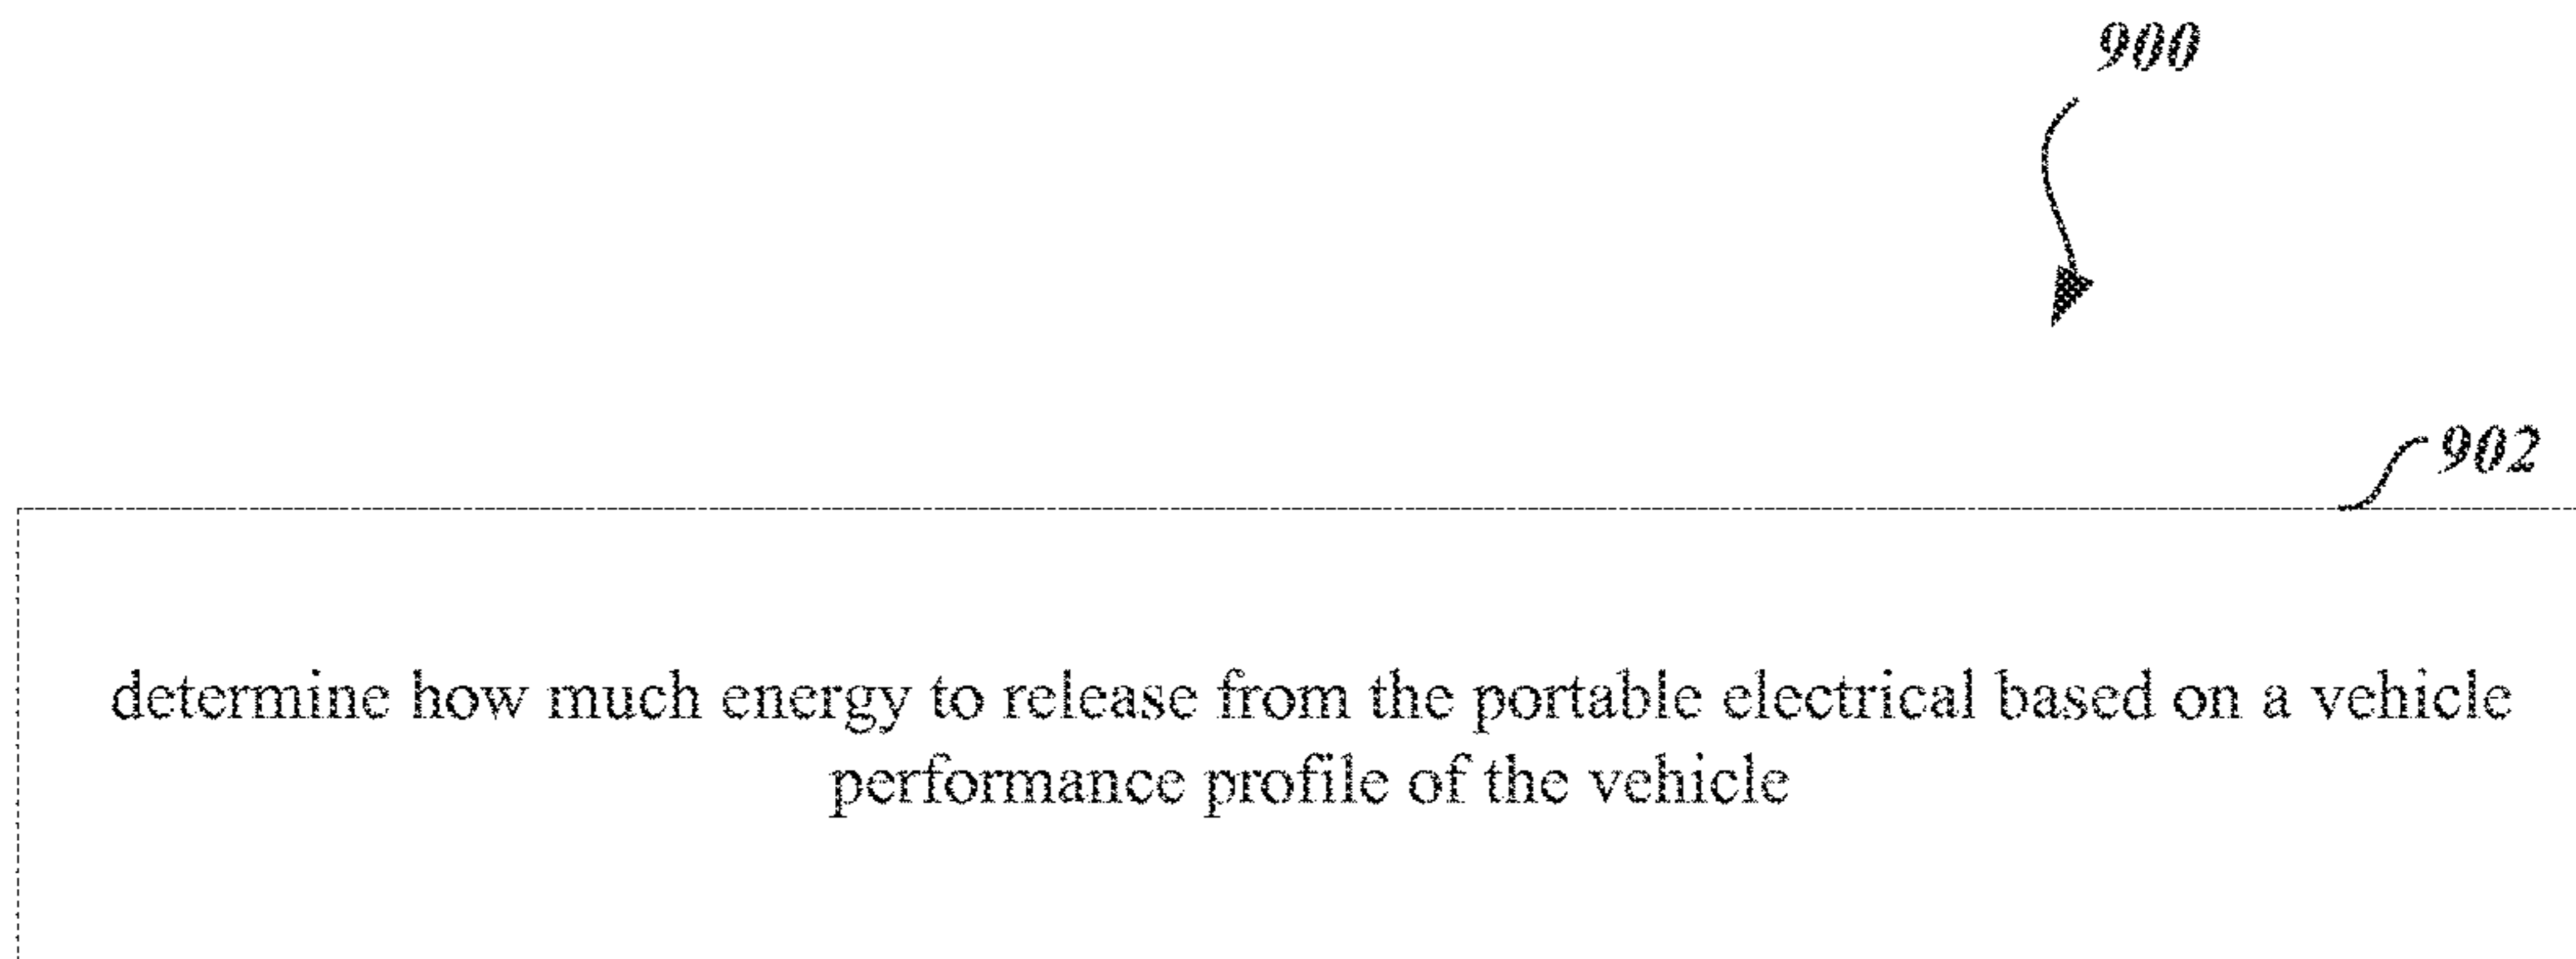 900
902
determine how much energy to release from the portable electrical based on a vehicle
performance profile of the vehicle